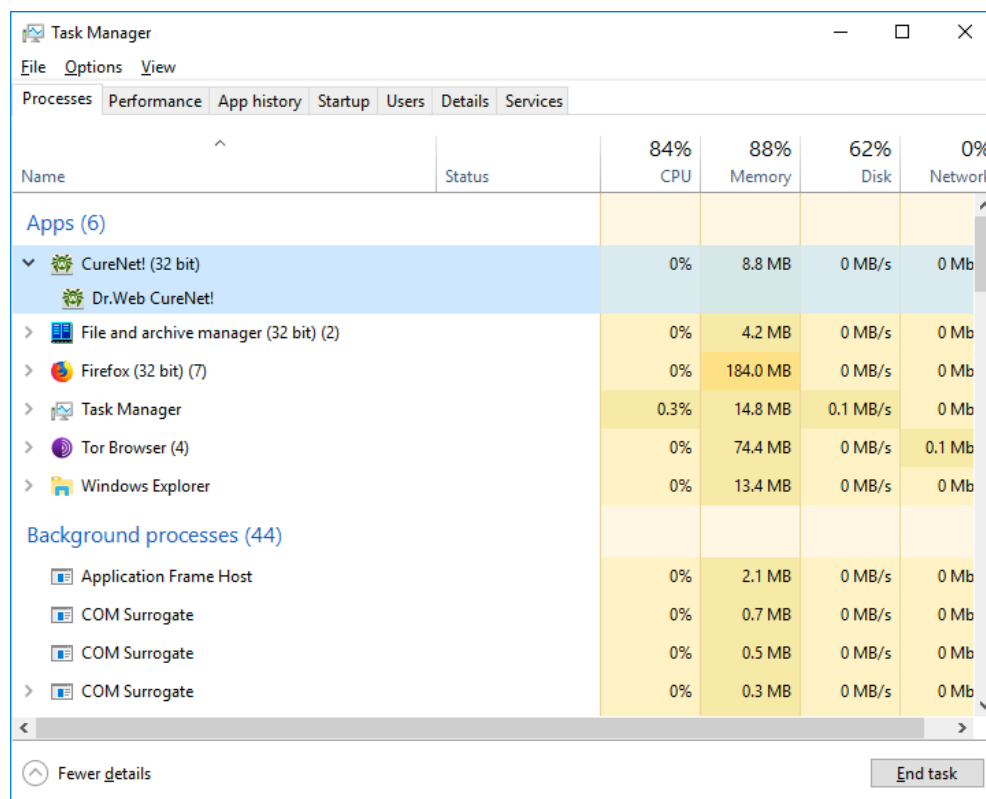 Task Manager
File Options View
Processes Performance App history Startup Users Details Services
84% 88% 62% 0%
Name Status CPU Memory Disk Network
Apps (6)
CureNet! (32 bit) 0% 8.8 MB 0 MB/s 0 Mb
Dr.Web CureNet!
File and archive manager (32 bit) (2) 0% 4.2 MB 0 MB/s 0 Mb
Firefox (32 bit) (7) 0% 184.0 MB 0 MB/s 0 Mb
Task Manager 0.3% 14.8 MB 0.1 MB/s 0 Mb
Tor Browser (4) 0% 74.4 MB 0 MB/s 0.1 Mb
Windows Explorer 0% 13.4 MB 0 MB/s 0 Mb
Background processes (44)
Application Frame Host 0% 2.1 MB 0 MB/s 0 Mb
COM Surrogate 0% 0.7 MB 0 MB/s 0 Mb
COM Surrogate 0% 0.5 MB 0 MB/s 0 Mb
COM Surrogate 0% 0.3 MB 0 MB/s 0 Mb
Fewer details End task